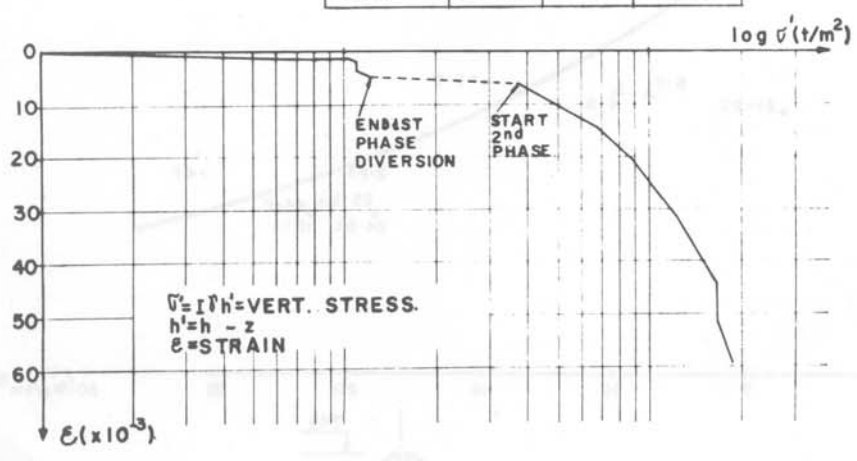 log σ' (t/m²)
0
10
20
30
40
50
60
END 1ST
PHASE
DIVERSION
START
2nd
PHASE
σ'=Iγh'=VERT. STRESS.
h'=h - z
ε=STRAIN
ε(x10⁻³)